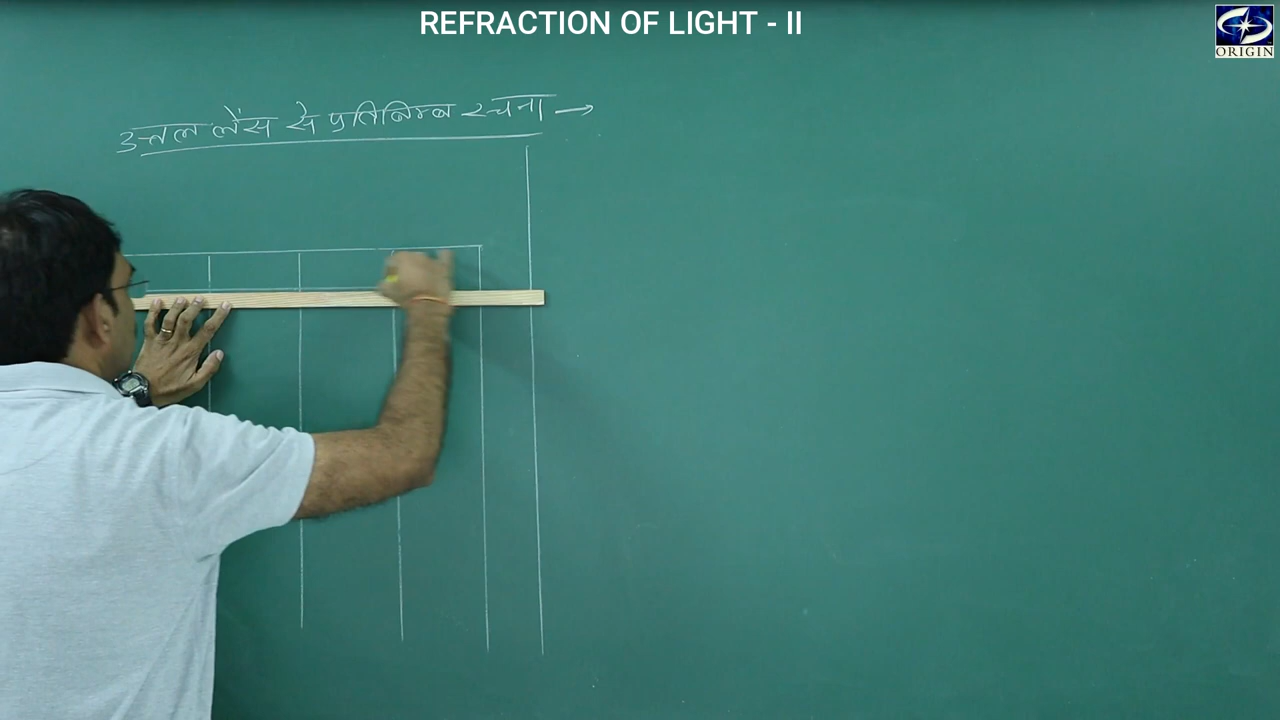 REFRACTION OF LIGHT - II
ORIGIN
उत्तल लेंस से प्रतिबिम्ब रचना →